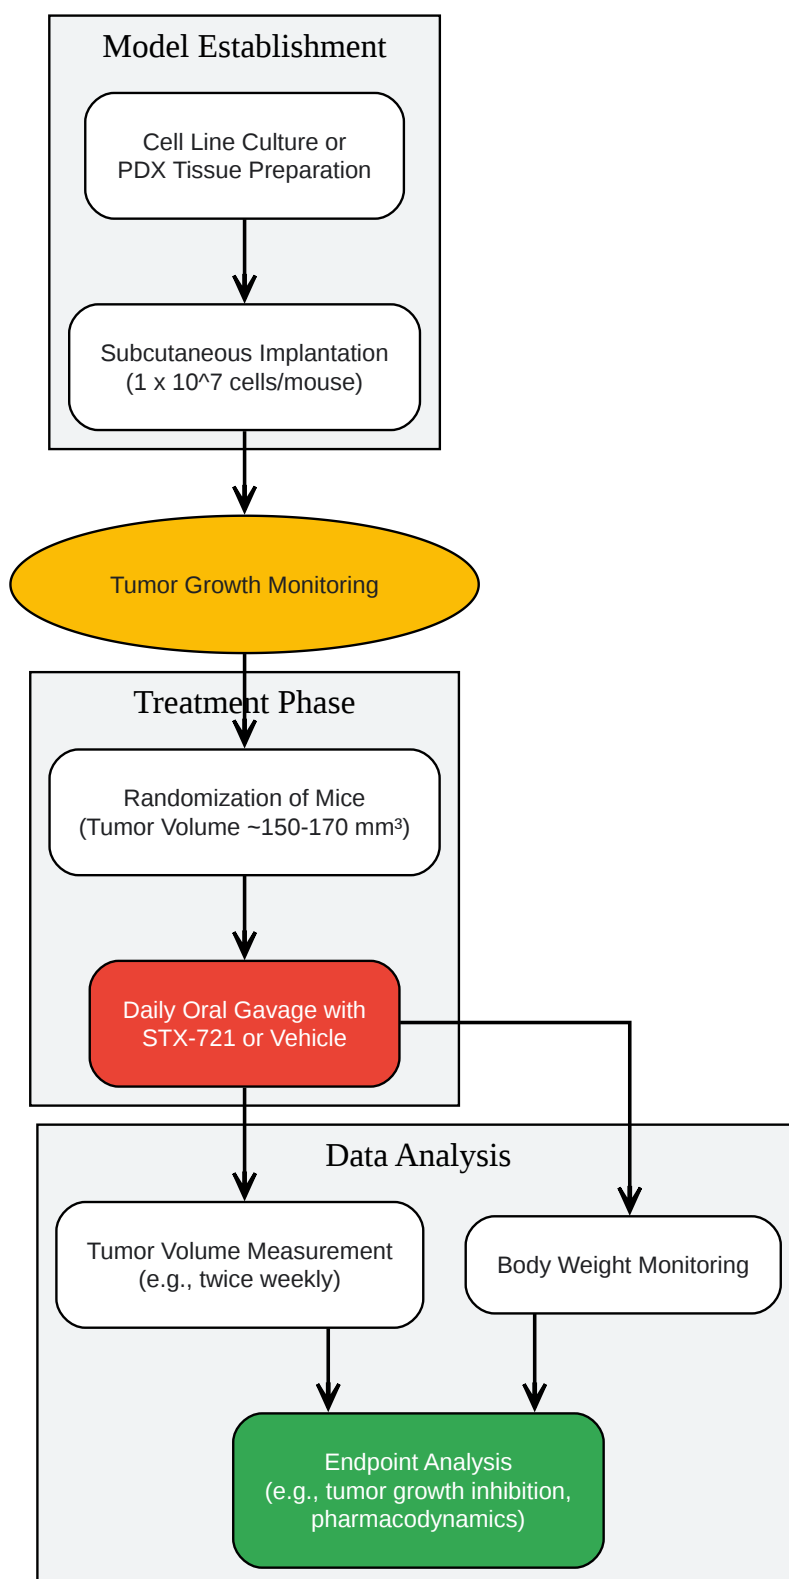 Model Establishment
Cell Line Culture or
PDX Tissue Preparation
Subcutaneous Implantation
(1 x 10^7 cells/mouse)
Tumor Growth Monitoring
Treatment Phase
Randomization of Mice
(Tumor Volume ~150-170 mm³)
Daily Oral Gavage with
STX-721 or Vehicle
Data Analysis
Tumor Volume Measurement
(e.g., twice weekly)
Body Weight Monitoring
Endpoint Analysis
(e.g., tumor growth inhibition,
pharmacodynamics)